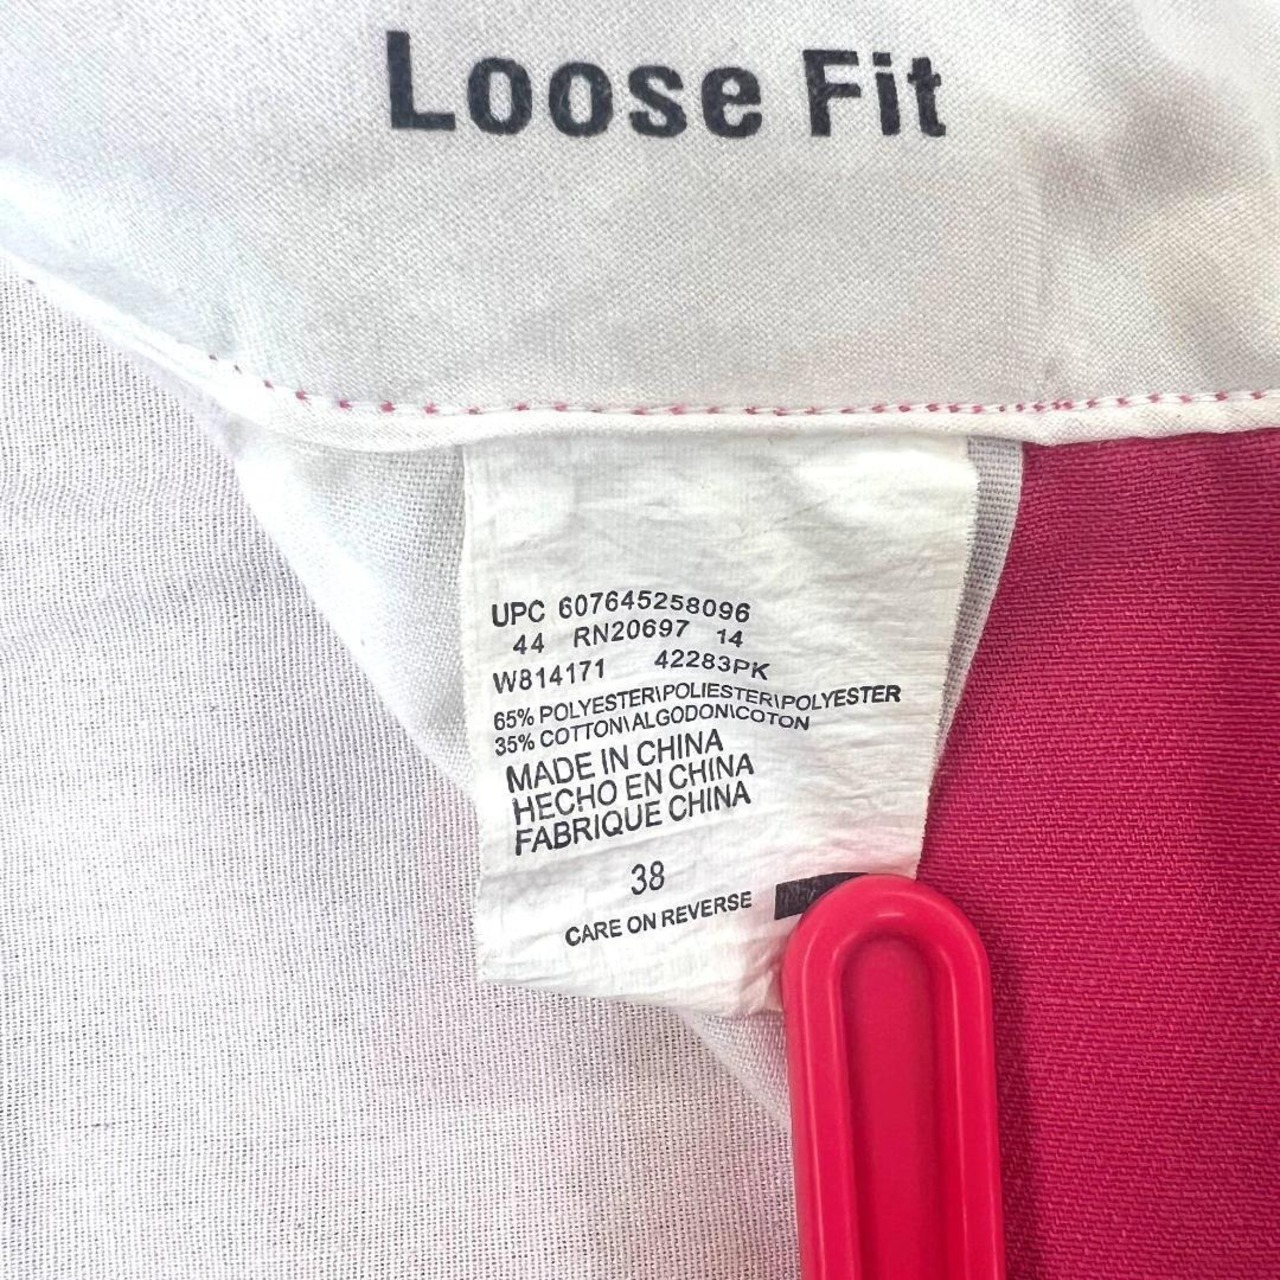 Loose Fit
UPC 607645258096
44 RN20697 14
W814171 42283PK
65% POLYESTER\POLIESTER\POLYESTER
35% COTTON\ALGODON\COTON
MADE IN CHINA
HECHO EN CHINA
FABRIQUE CHINA
38
CARE ON REVERSE